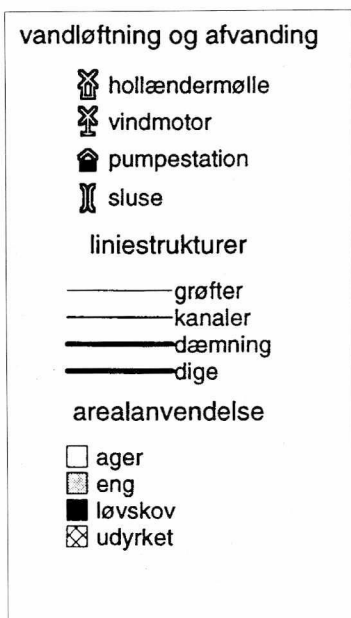 vandløftning og afvanding
hollændermølle
vindmotor
pumpestation
sluse
liniestrukturer
grøfter
kanaler
dæmning
dige
arealanvendelse
ager
eng
løvskov
udyrket